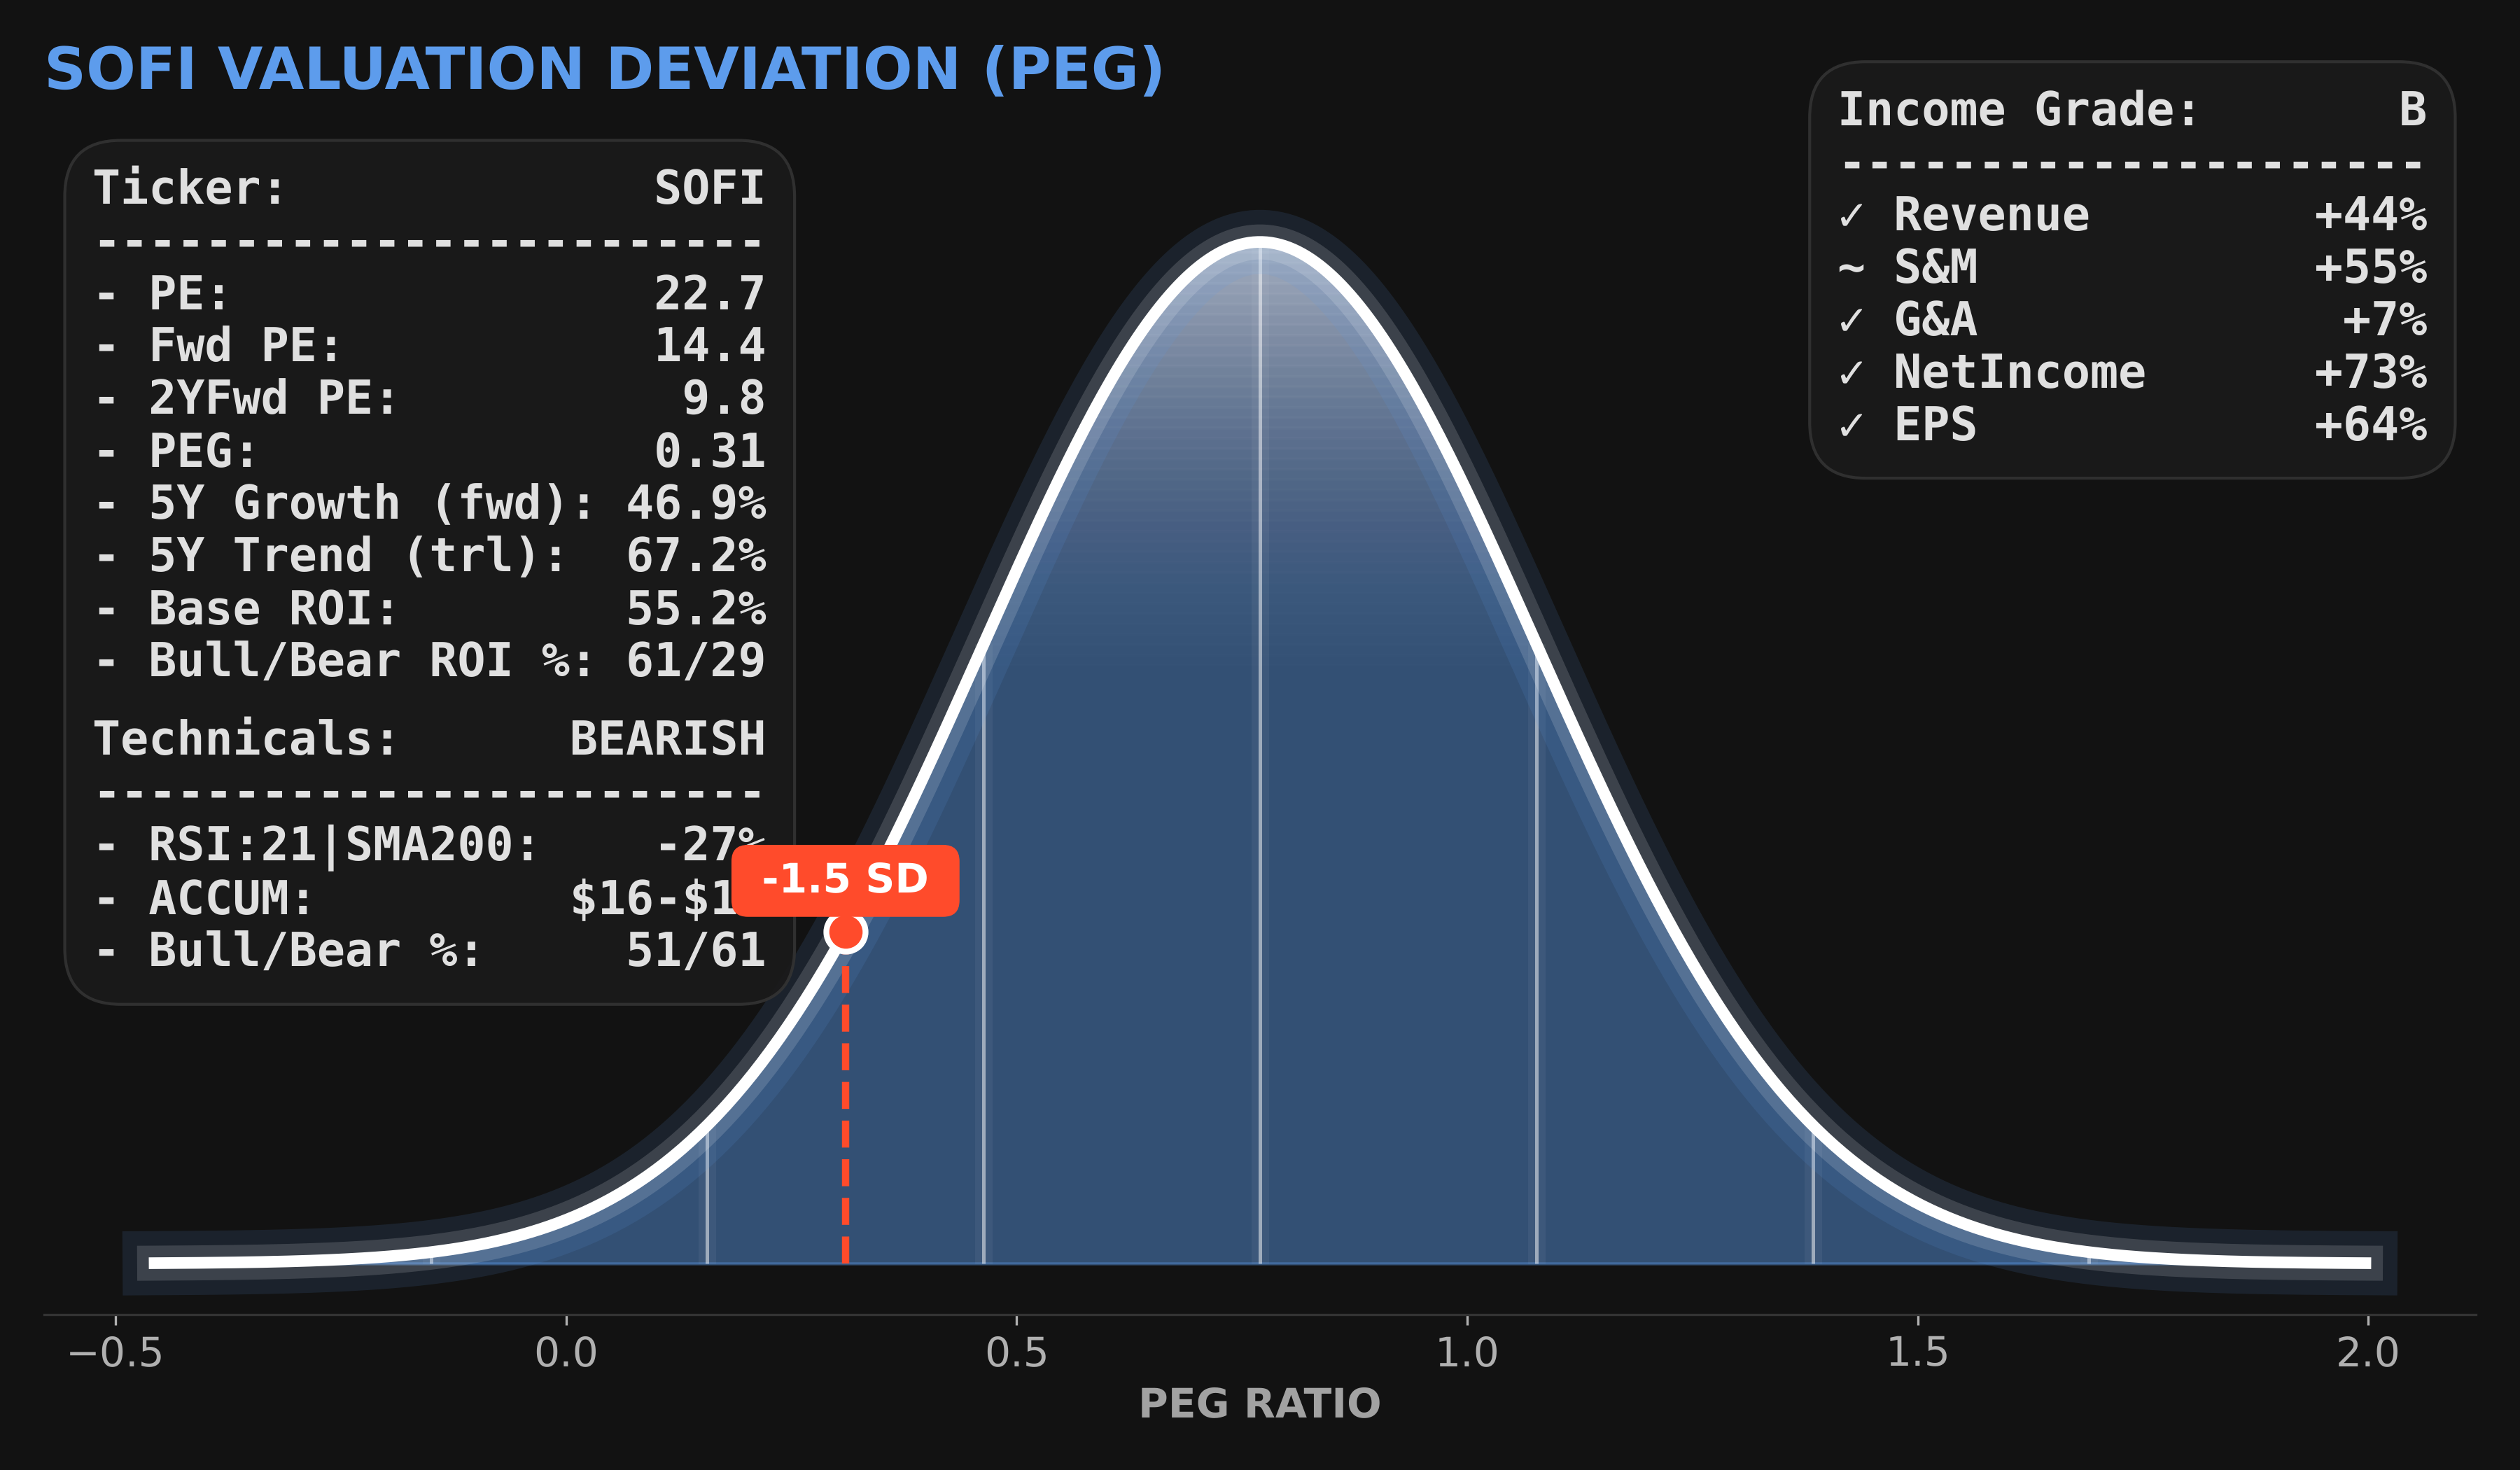 SOFI VALUATION DEVIATION (PEG)
Ticker: SOFI
------------------------
- PE: 22.7
- Fwd PE: 14.4
- 2YFwd PE: 9.8
- PEG: 0.31
- 5Y Growth (fwd): 46.9%
- 5Y Trend (trl): 67.2%
- Base ROI: 55.2%
- Bull/Bear ROI %: 61/29
Technicals: BEARISH
------------------------
- RSI:21|SMA200: -27%
- ACCUM: $16-$1
- Bull/Bear %: 51/61
Income Grade: B
---------------------
✓ Revenue +44%
~ S&M +55%
✓ G&A +7%
✓ NetIncome +73%
✓ EPS +64%
-1.5 SD
−0.5 0.0 0.5 1.0 1.5 2.0
PEG RATIO